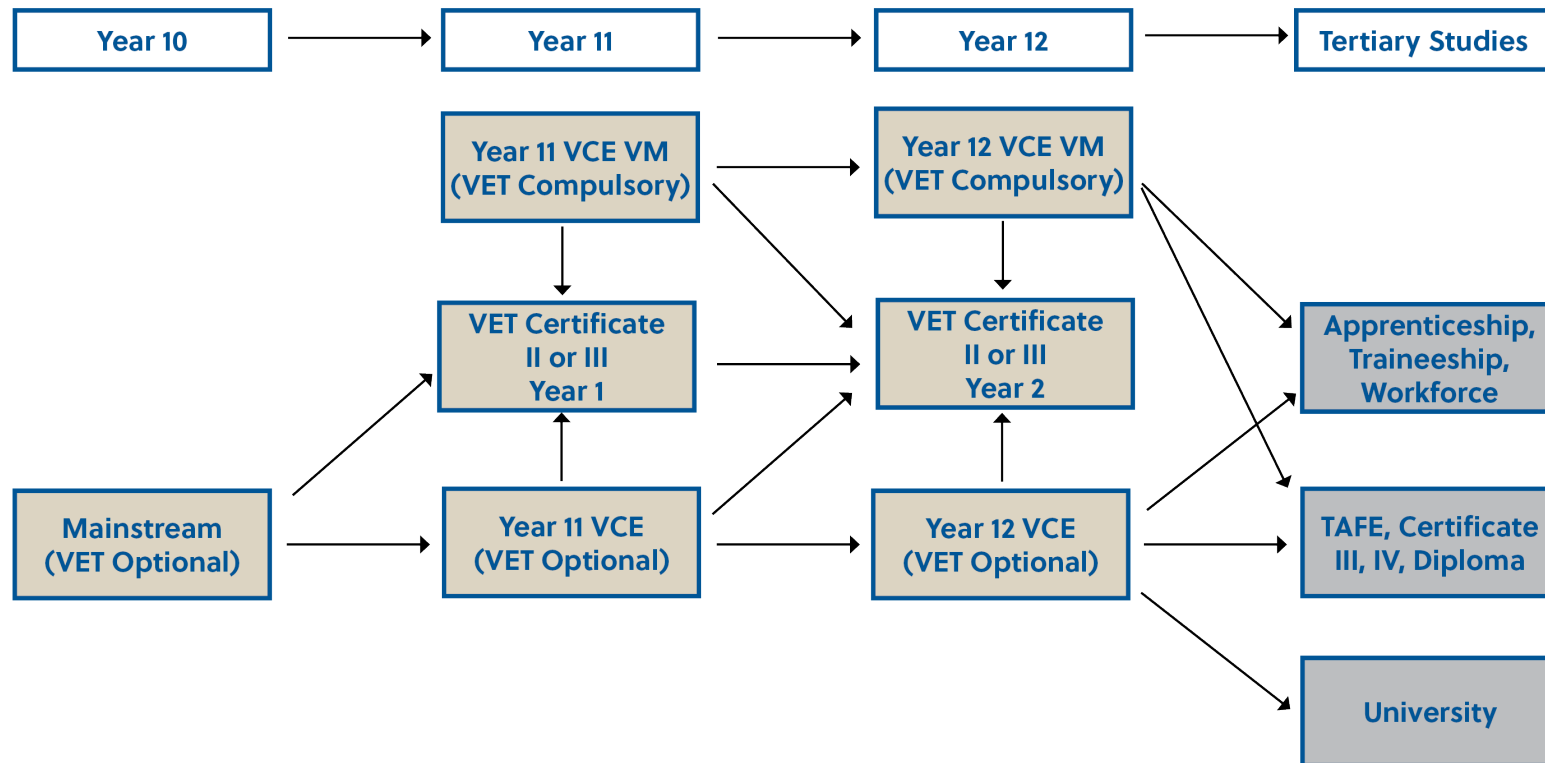 Year 10
Year 11
Year 12
Tertiary Studies
Year 11 VCE VM
(VET Compulsory)
Year 12 VCE VM
(VET Compulsory)
VET Certificate
II or III
Year 1
VET Certificate
II or III
Year 2
Apprenticeship,
Traineeship,
Workforce
Mainstream
(VET Optional)
Year 11 VCE
(VET Optional)
Year 12 VCE
(VET Optional)
TAFE, Certificate
III, IV, Diploma
University